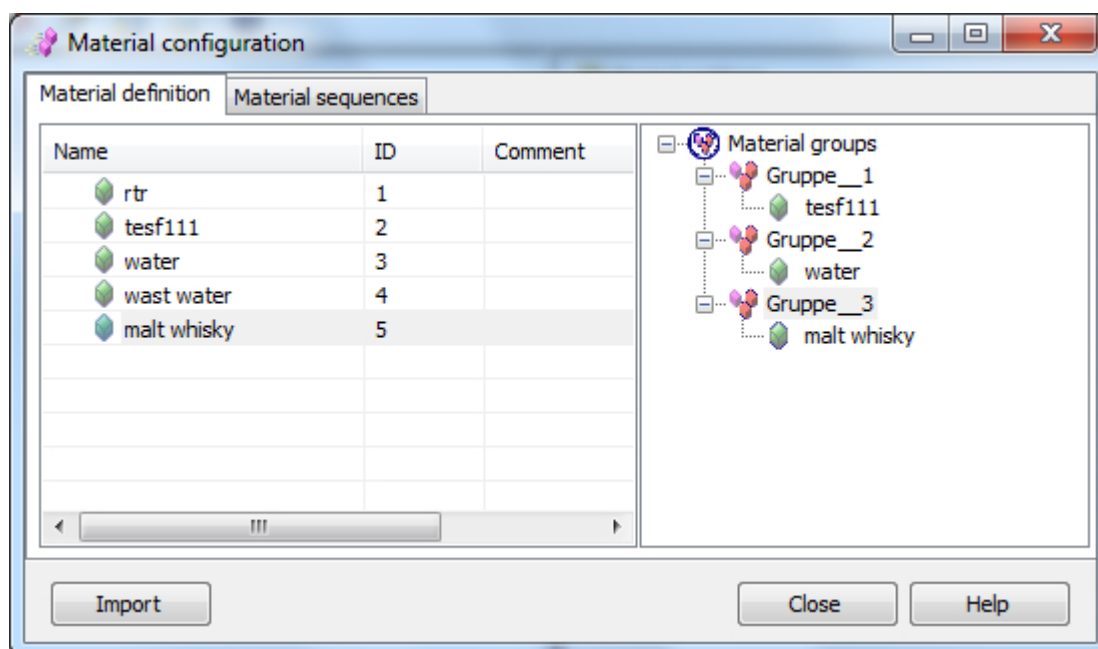 Material configuration
Material definition Material sequences
Name ID Comment
rtr 1
tesf111 2
water 3
wast water 4
malt whisky 5
Material groups
Gruppe__1
tesf111
Gruppe__2
water
Gruppe__3
malt whisky
Import Close Help